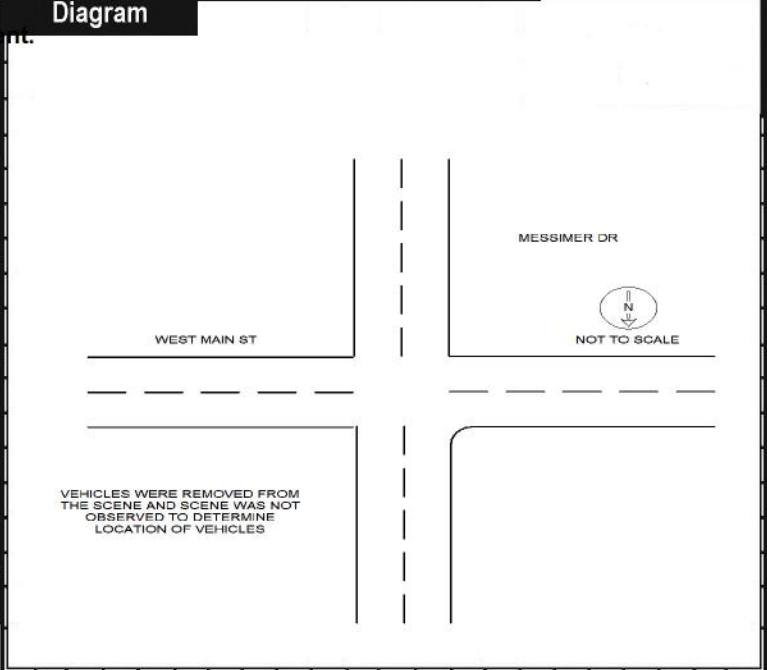 Diagram
nt.
MESSIMER DR
N
WEST MAIN ST
NOT TO SCALE
VEHICLES WERE REMOVED FROM
THE SCENE AND SCENE WAS NOT
OBSERVED TO DETERMINE
LOCATION OF VEHICLES